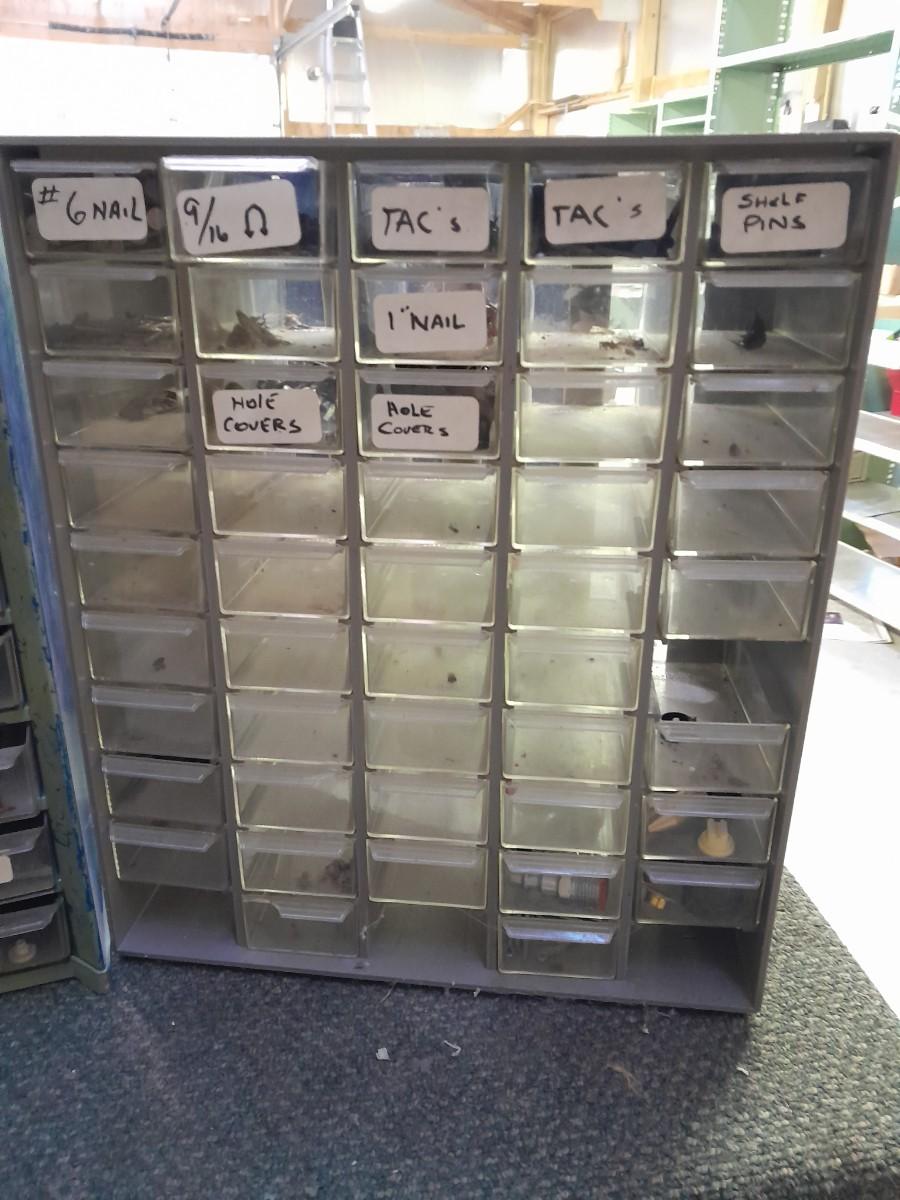 # 6 NAIL
9/16 ᑎ
TAC's
TAC's
SHELF
PINS
1" NAIL
HOLE
COVERS
HOLE
COVERS